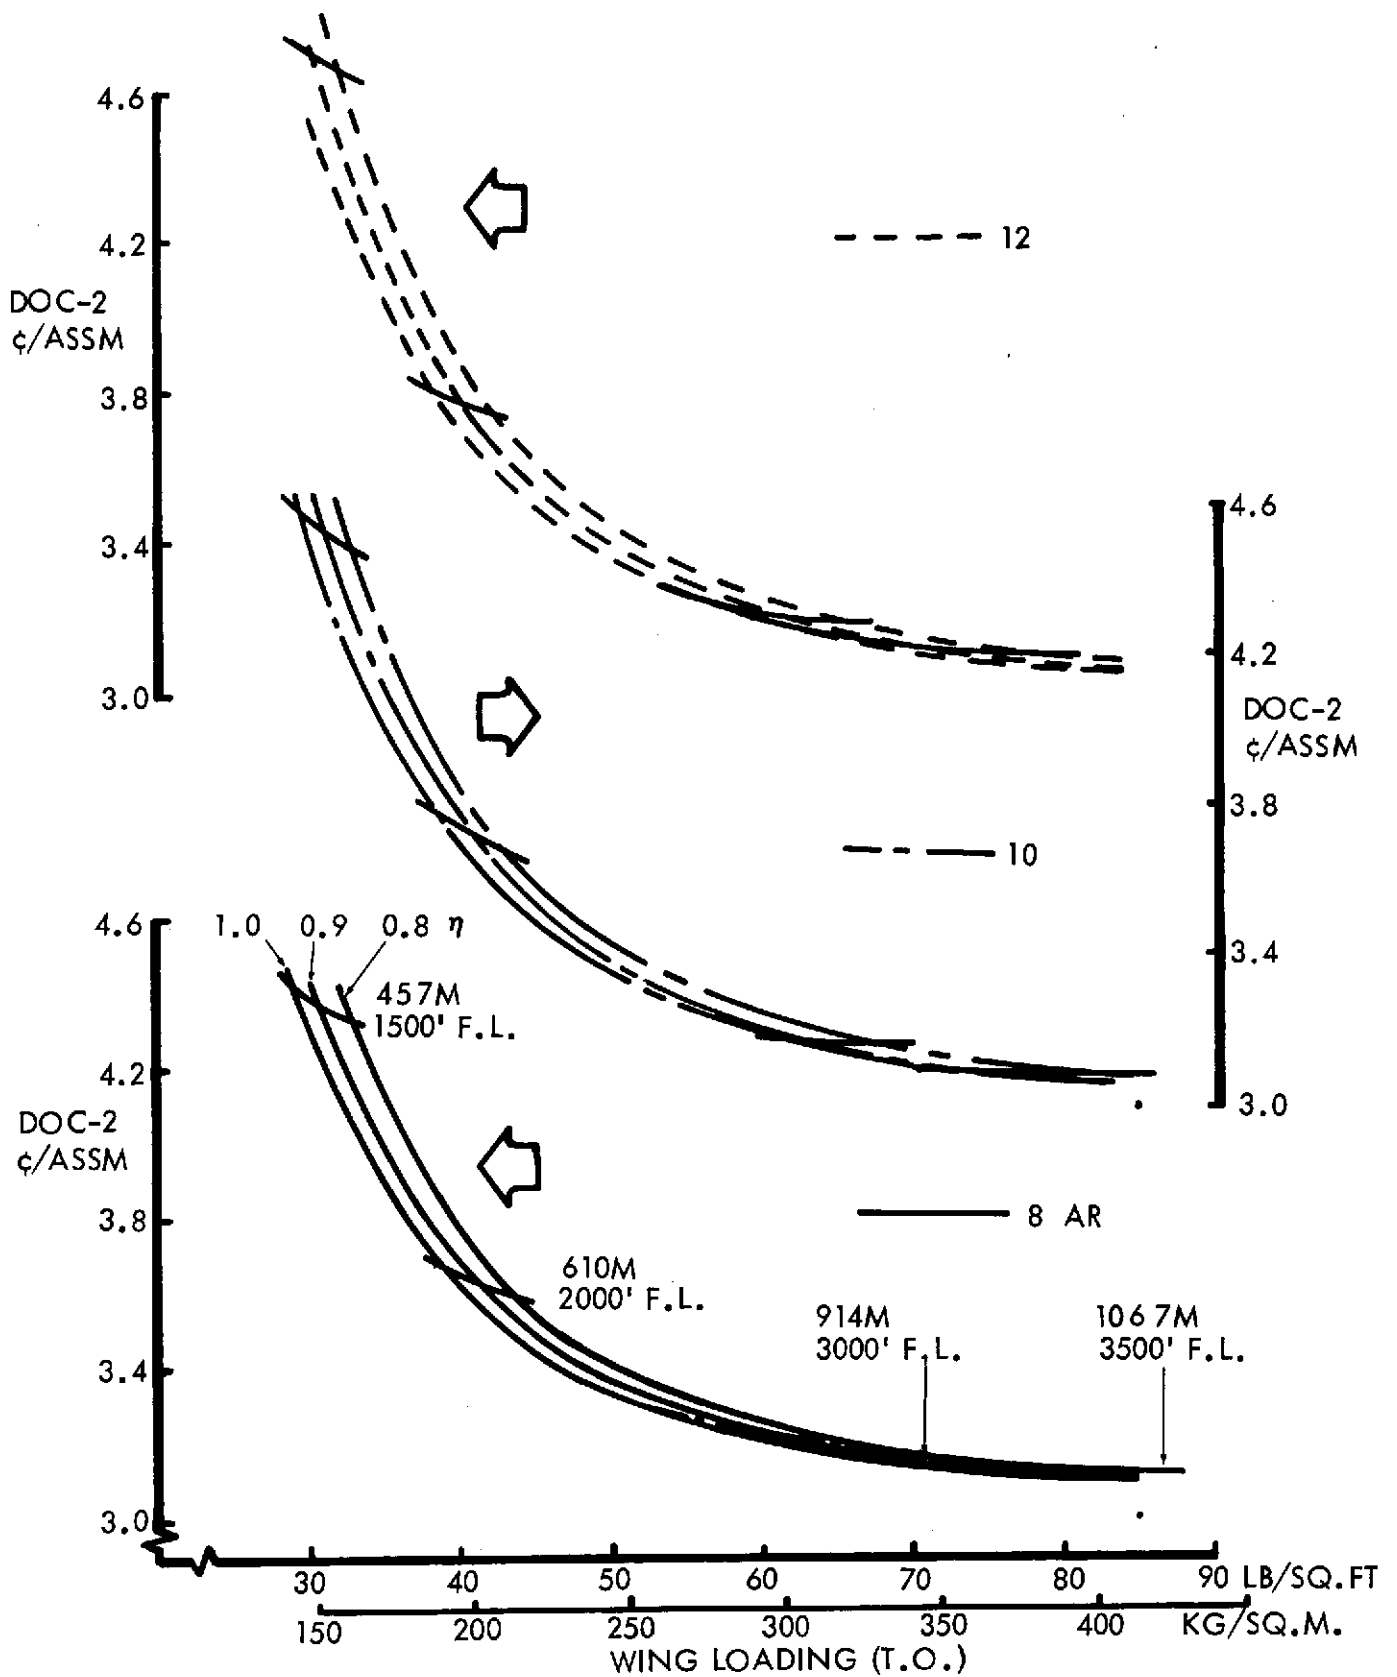 4.6
4.2
DOC-2
¢/ASSM
3.8
3.4
3.0
12
4.6
4.2
DOC-2
¢/ASSM
3.8
3.4
3.0
10
4.6
1.0 0.9 0.8 η
457M
1500' F.L.
4.2
DOC-2
¢/ASSM
3.8
3.4
3.0
8 AR
610M
2000' F.L.
914M
3000' F.L.
1067M
3500' F.L.
30 40 50 60 70 80 90 LB/SQ.FT
150 200 250 300 350 400 KG/SQ.M.
WING LOADING (T.O.)